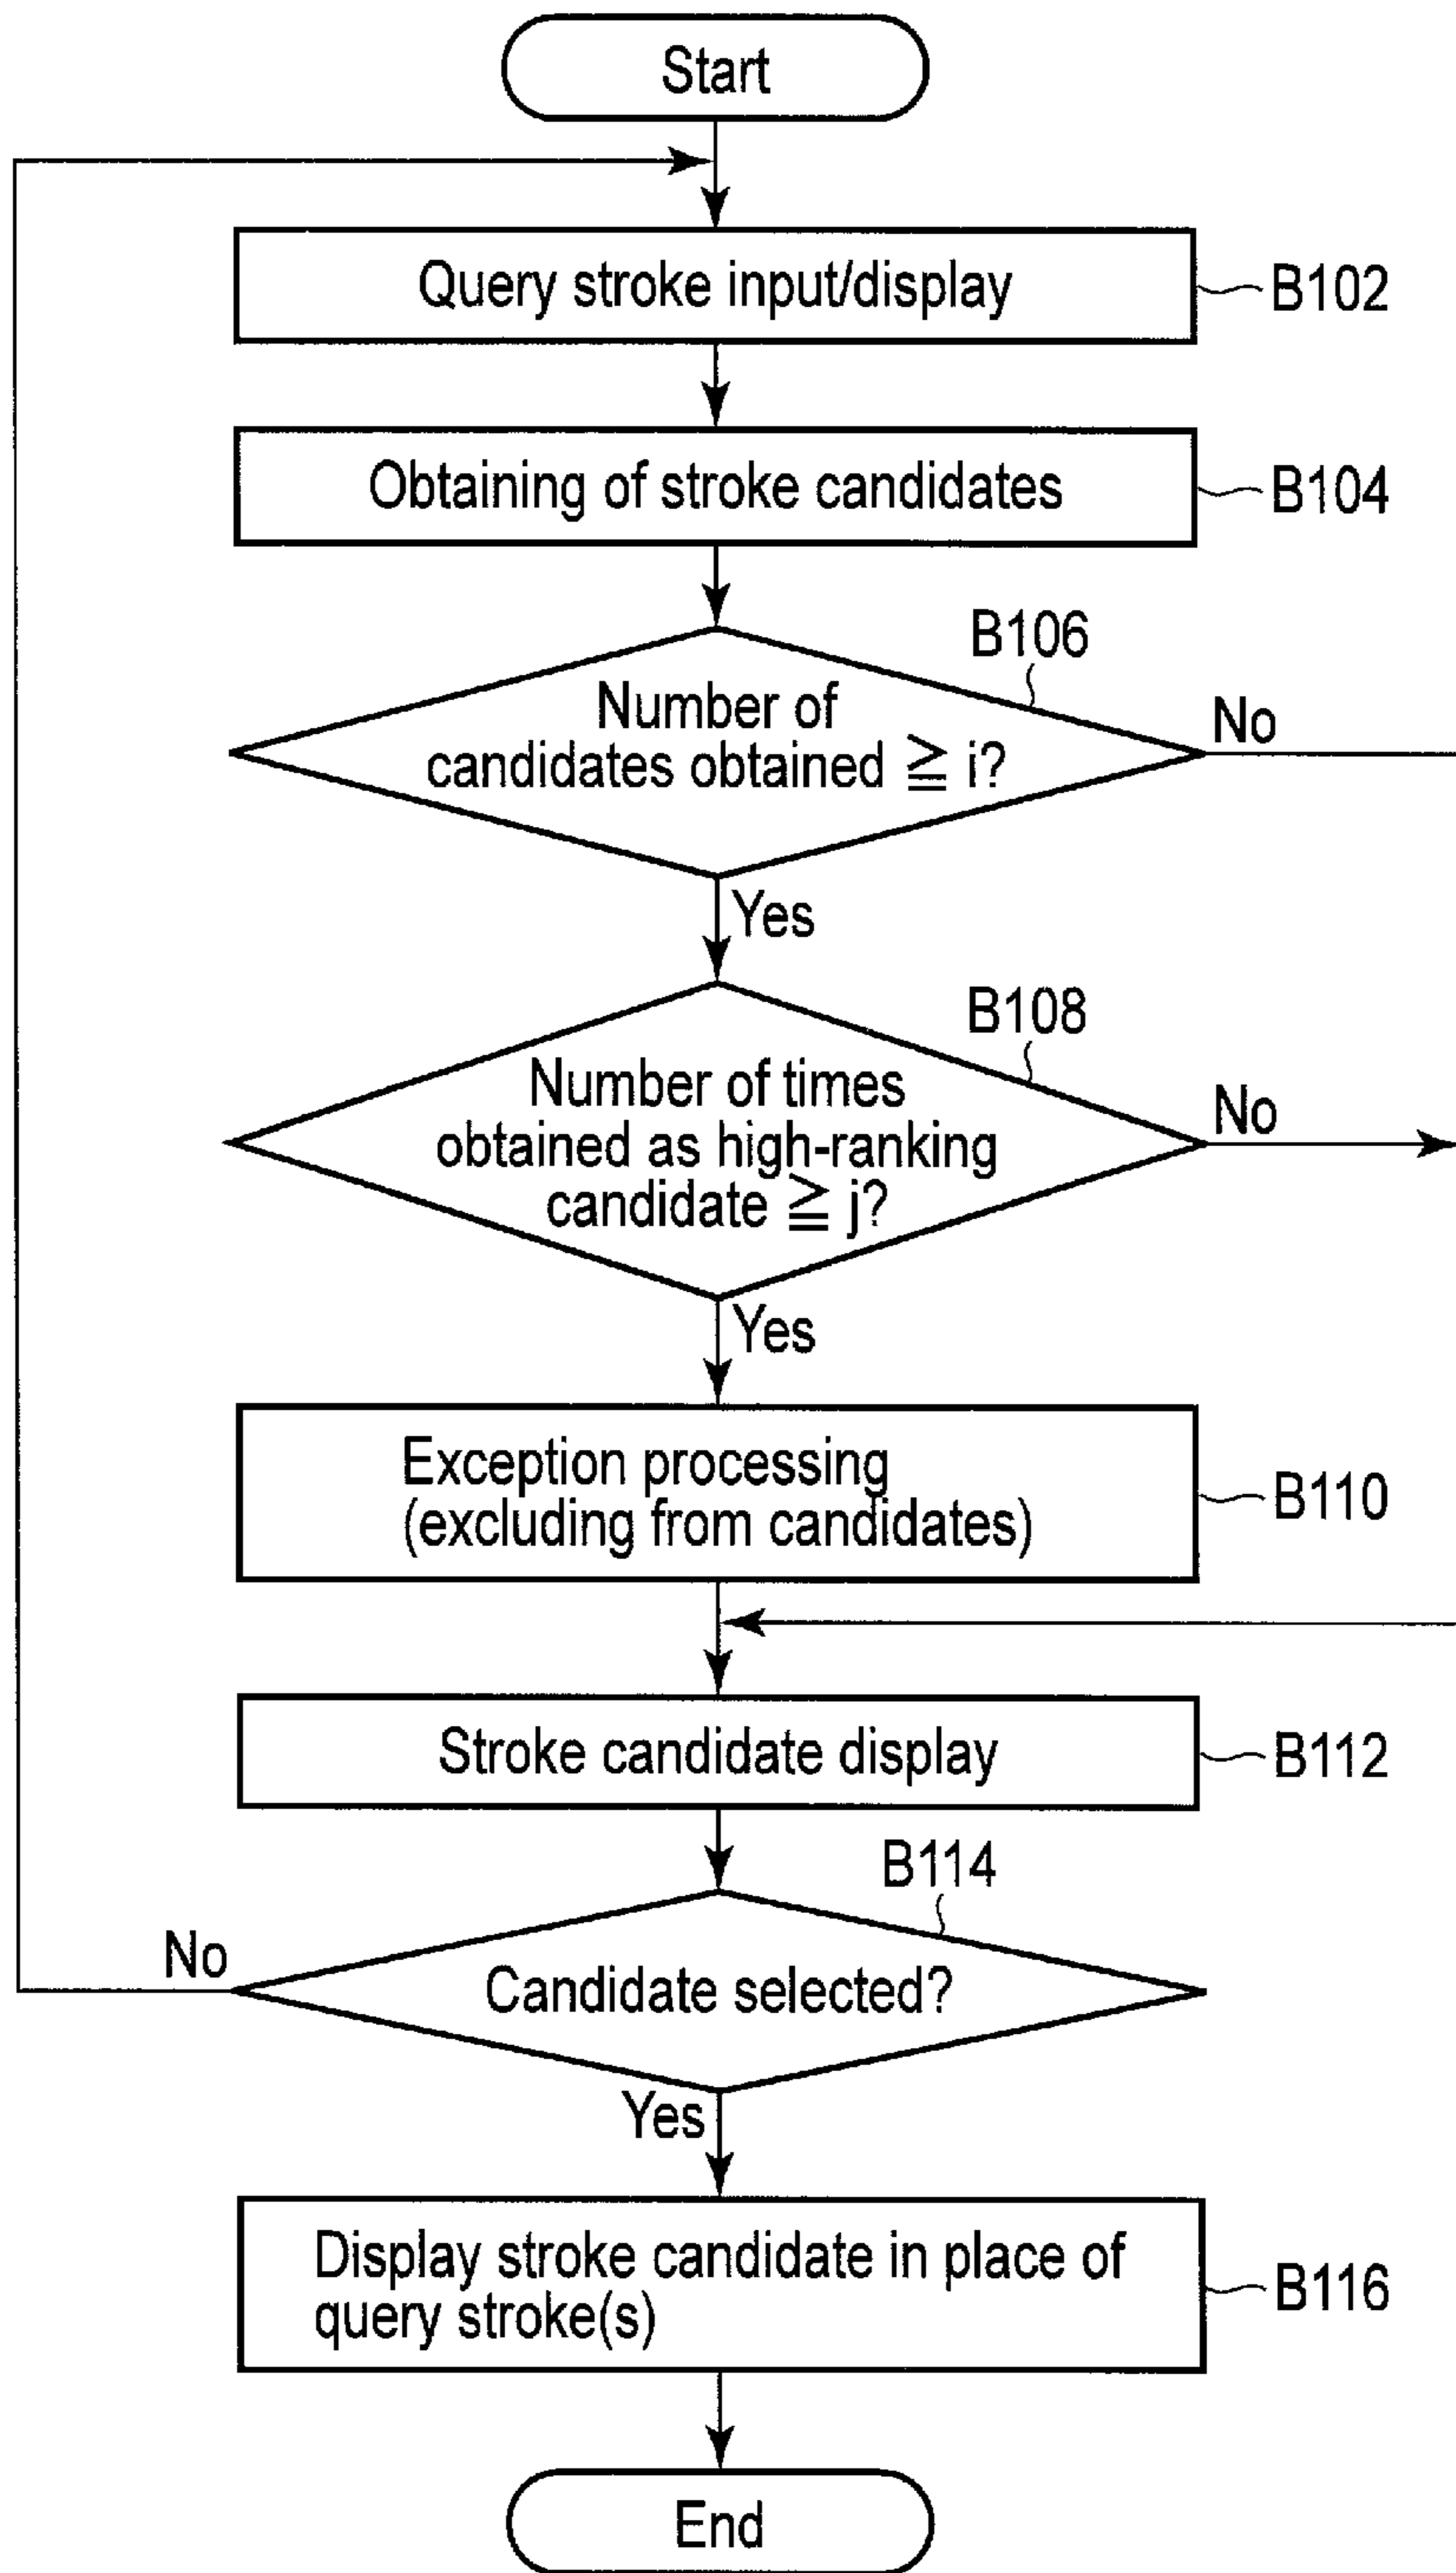 Start
Query stroke input/display
B102
Obtaining of stroke candidates
B104
B106
Number of
candidates obtained ≧ i?
No
Yes
B108
Number of times
obtained as high-ranking
candidate ≧ j?
No
Yes
Exception processing
(excluding from candidates)
B110
Stroke candidate display
B112
B114
No
Candidate selected?
Yes
Display stroke candidate in place of
query stroke(s)
B116
End